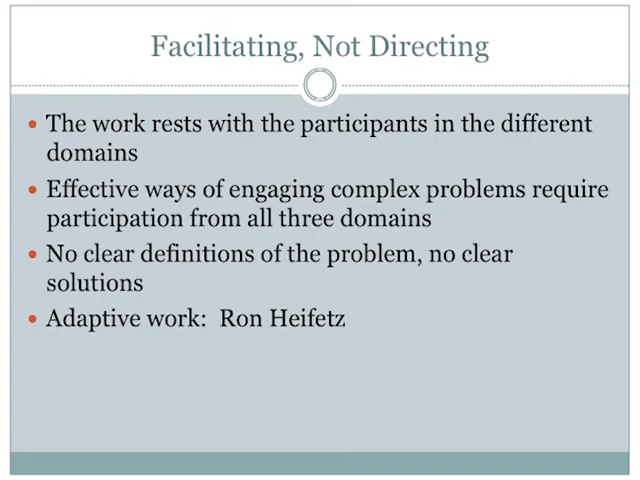 Facilitating, Not Directing
• The work rests with the participants in the different
domains
• Effective ways of engaging complex problems require
participation from all three domains
• No clear definitions of the problem, no clear
solutions
• Adaptive work:  Ron Heifetz